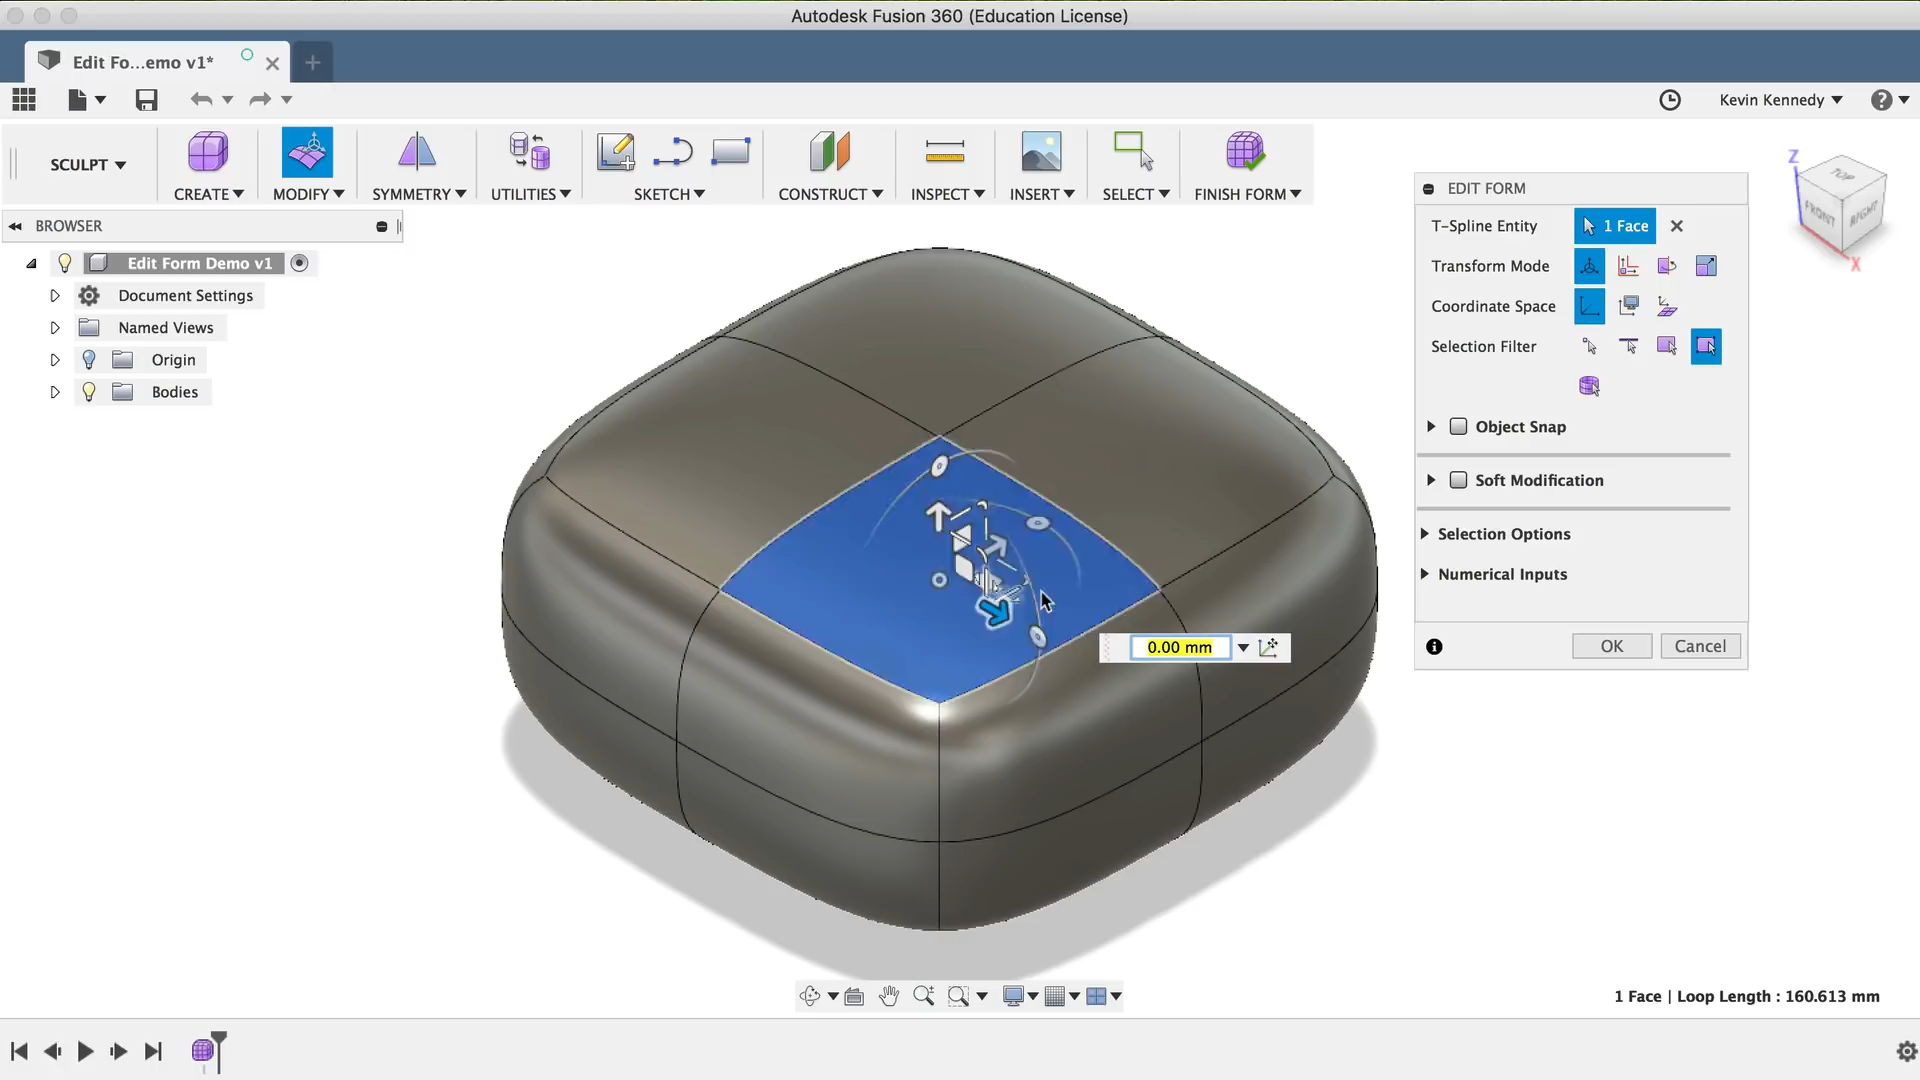 Autodesk Fusion 360 (Education License)
Edit Fo...emo v1*
Kevin Kennedy
SCULPT
CREATE
MODIFY
SYMMETRY
UTILITIES
SKETCH
CONSTRUCT
INSPECT
INSERT
SELECT
FINISH FORM
BROWSER
Edit Form Demo v1
Document Settings
Named Views
Origin
Bodies
EDIT FORM
T-Spline Entity
1 Face
Transform Mode
Coordinate Space
Selection Filter
Object Snap
Soft Modification
Selection Options
Numerical Inputs
OK
Cancel
Z
TOP
FRONT
RIGHT
X
0.00 mm
1 Face | Loop Length : 160.613 mm